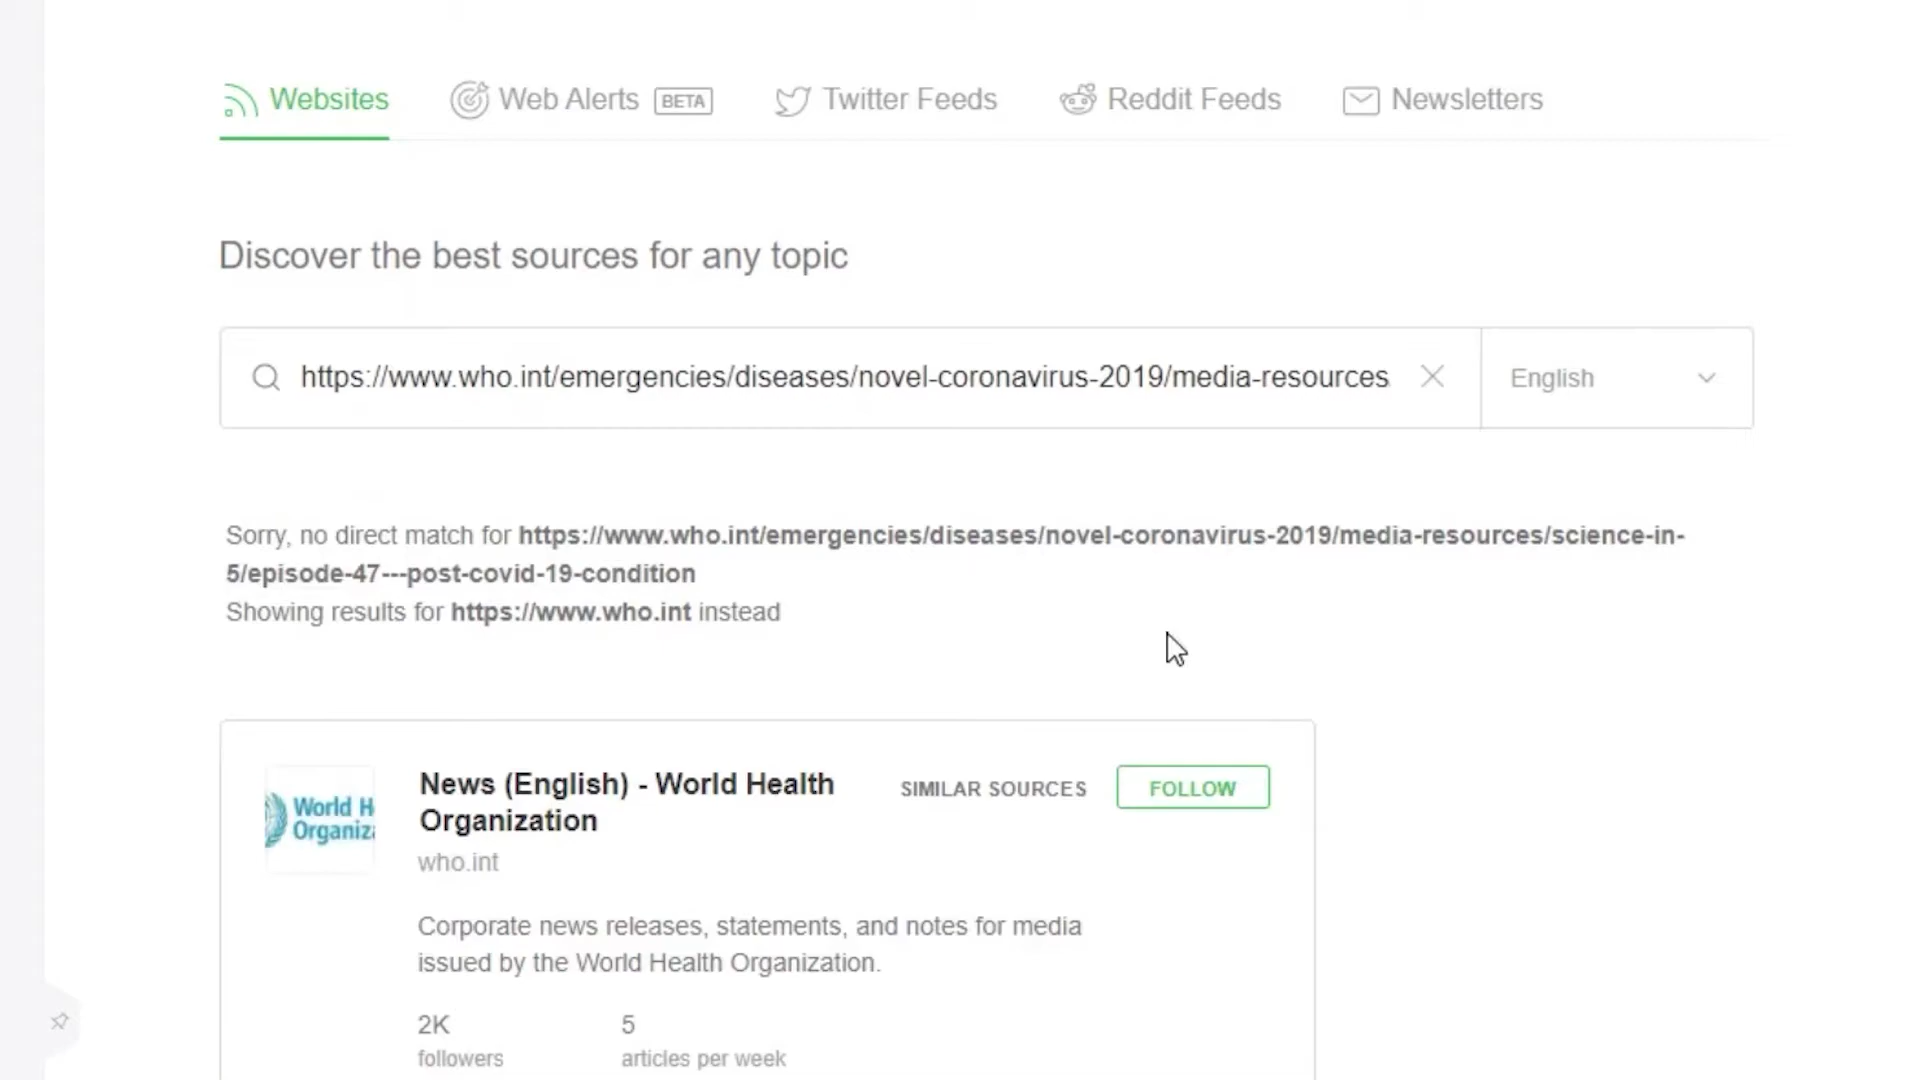 Websites
Web Alerts BETA
Twitter Feeds
Reddit Feeds
Newsletters
Discover the best sources for any topic
https://www.who.int/emergencies/diseases/novel-coronavirus-2019/media-resources
English
Sorry, no direct match for https://www.who.int/emergencies/diseases/novel-coronavirus-2019/media-resources/science-in-
5/episode-47---post-covid-19-condition
Showing results for https://www.who.int instead
World H
Organiza
News (English) - World Health
Organization
SIMILAR SOURCES
FOLLOW
who.int
Corporate news releases, statements, and notes for media
issued by the World Health Organization.
2K
followers
5
articles per week